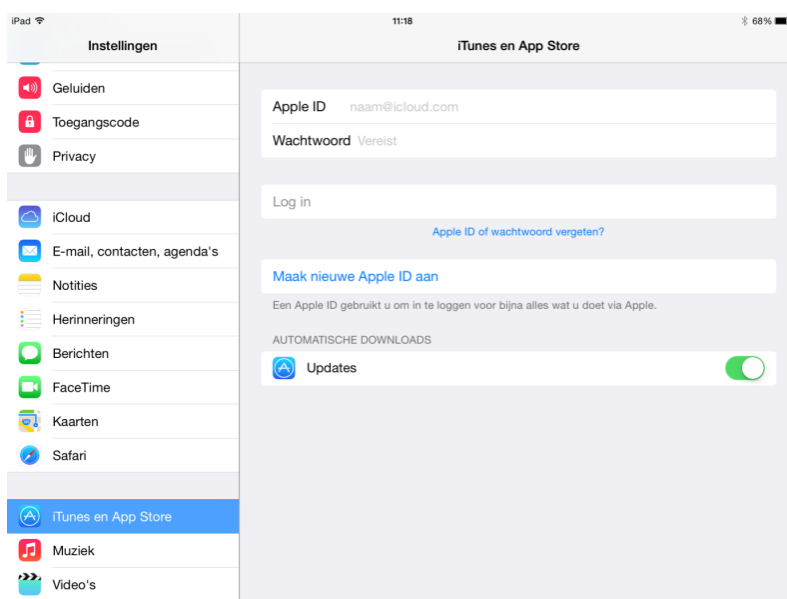 iPad 11:18 68%
Instellingen
iTunes en App Store
Geluiden
Toegangscode
Privacy
iCloud
E-mail, contacten, agenda's
Notities
Herinneringen
Berichten
FaceTime
Kaarten
Safari
iTunes en App Store
Muziek
Video's
Apple ID naam@icloud.com
Wachtwoord Vereist
Log in
Apple ID of wachtwoord vergeten?
Maak nieuwe Apple ID aan
Een Apple ID gebruikt u om in te loggen voor bijna alles wat u doet via Apple.
AUTOMATISCHE DOWNLOADS
Updates